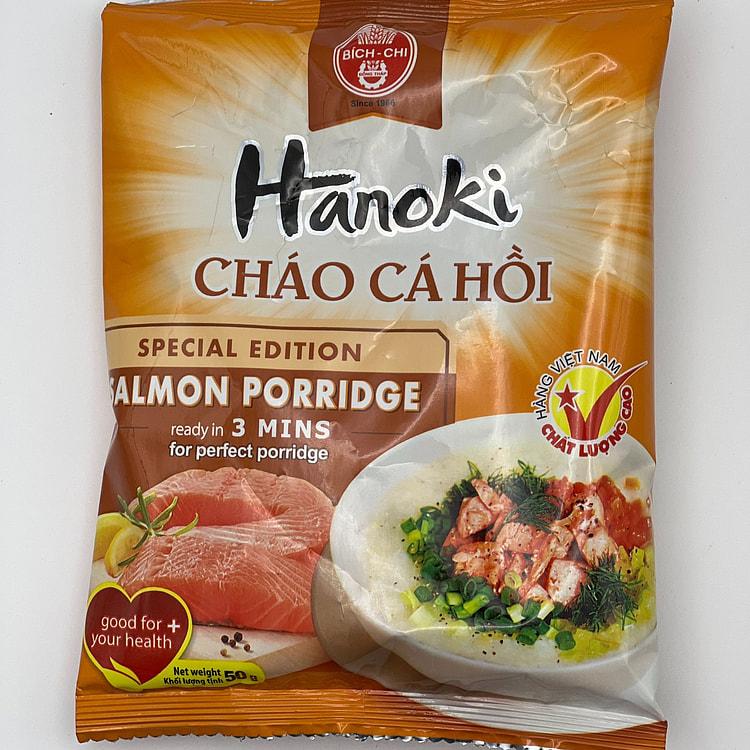 BÍCH - CHI
ĐỒNG THÁP
Since 1966
Hanoki
CHÁO CÁ HỒI
SPECIAL EDITION
SALMON PORRIDGE
ready in 3 MINS
for perfect porridge
HÀNG VIỆT NAM
CHẤT LƯỢNG CAO
good for +
your health
Net weight
Khối lượng tịnh 50 g